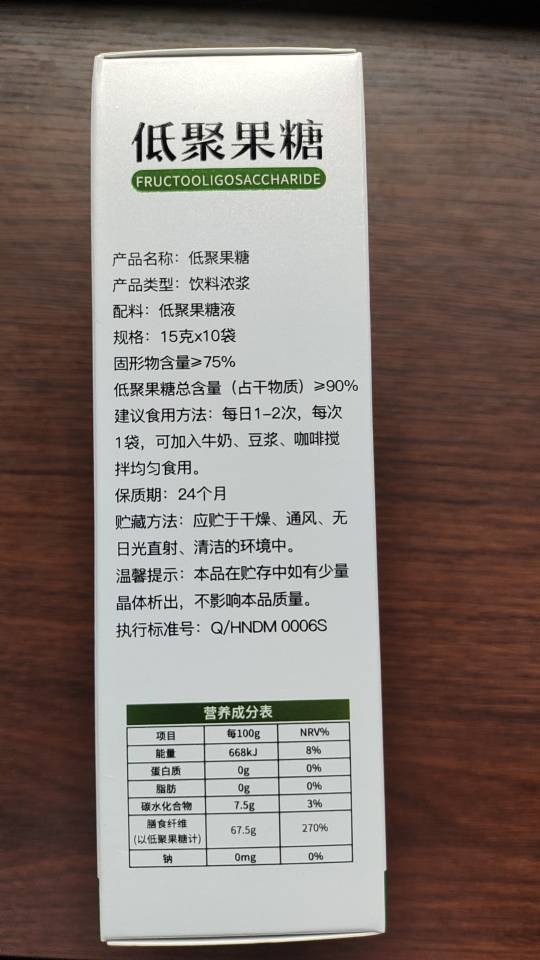 低聚果糖
FRUCTOOLIGOSACCHARIDE
产品名称：低聚果糖
产品类型：饮料浓浆
配料：低聚果糖液
规格：15克x10袋
固形物含量≥75%
低聚果糖总含量（占干物质）≥90%
建议食用方法：每日1-2次，每次
1袋，可加入牛奶、豆浆、咖啡搅
拌均匀食用。
保质期：24个月
贮藏方法：应贮于干燥、通风、无
日光直射、清洁的环境中。
温馨提示：本品在贮存中如有少量
晶体析出，不影响本品质量。
执行标准号：Q/HNDM 0006S
营养成分表
项目 每100g NRV%
能量 668kJ 8%
蛋白质 0g 0%
脂肪 0g 0%
碳水化合物 7.5g 3%
膳食纤维
(以低聚果糖计) 67.5g 270%
钠 0mg 0%